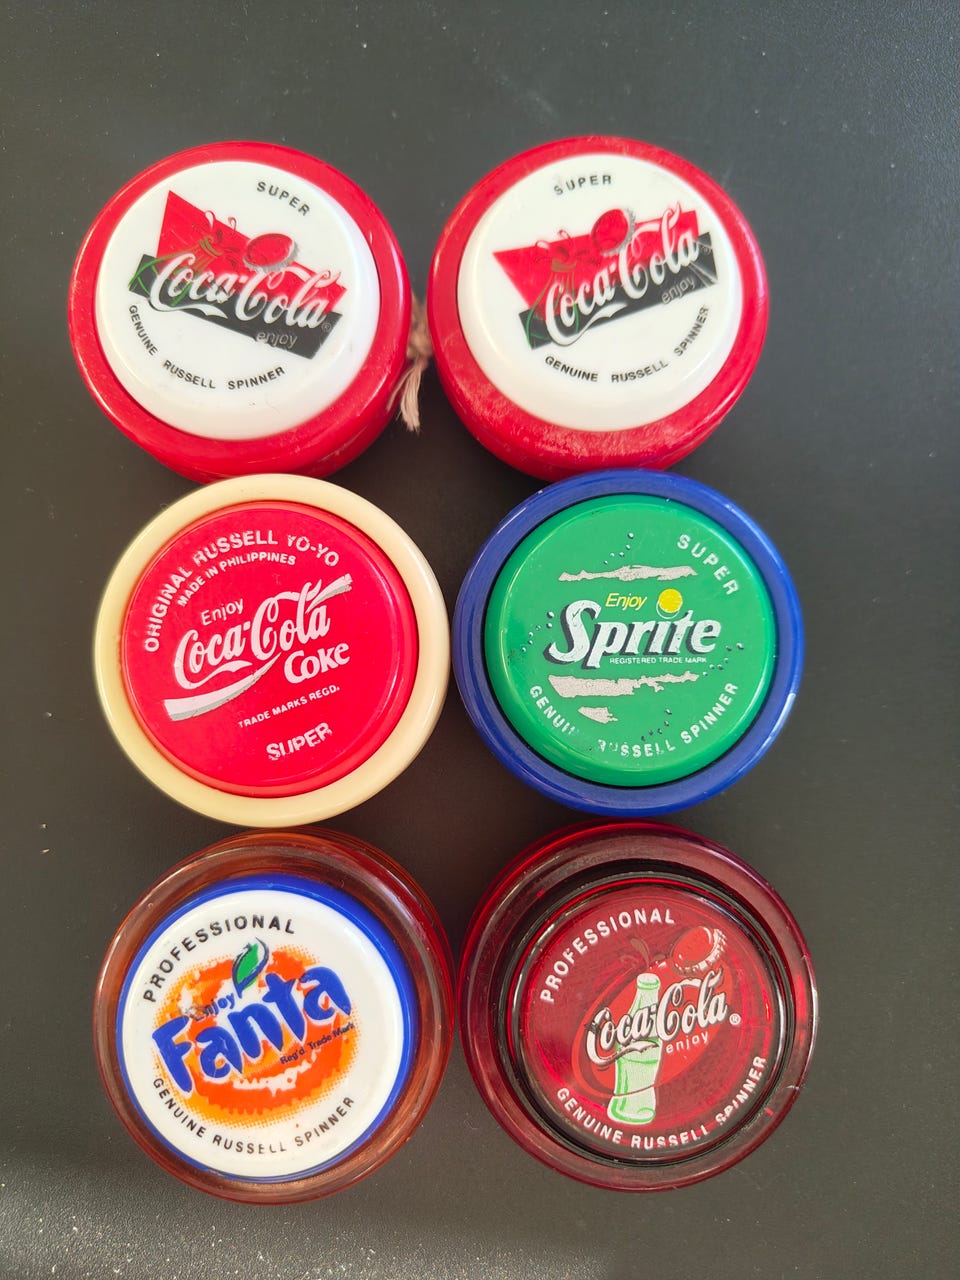 SUPER
Coca-Cola®
enjoy
GENUINE RUSSELL SPINNER
SUPER
Coca-Cola
enjoy
GENUINE RUSSELL SPINNER
ORIGINAL RUSSELL YO-YO
MADE IN PHILIPPINES
Enjoy
Coca-Cola
Coke
TRADE MARKS REGD.
SUPER
SUPER
Enjoy
Sprite
REGISTERED TRADE MARK
GENUIN RUSSELL SPINNER
PROFESSIONAL
Enjoy
Fanta
Reg'd Trade Mark
GENUINE RUSSELL SPINNER
PROFESSIONAL
Coca-Cola®
enjoy
GENUINE RUSSELL SPINNER